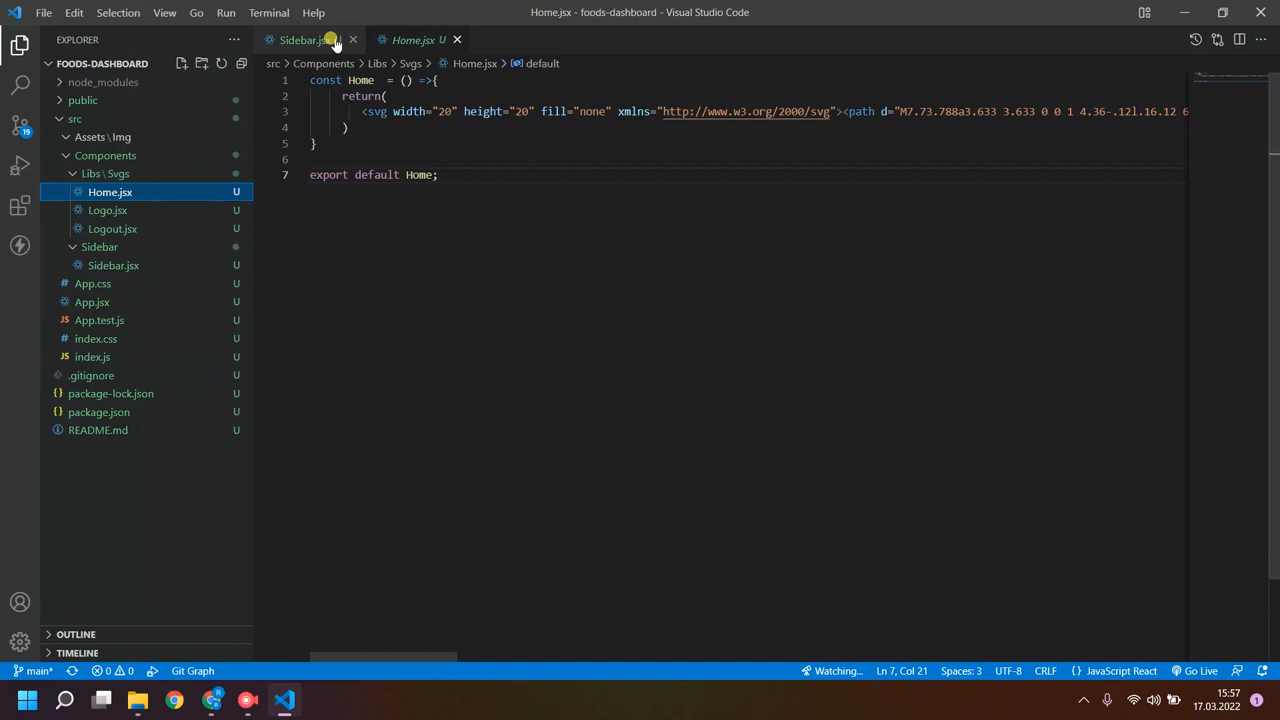 File Edit Selection View Go Run Terminal Help
Home.jsx - foods-dashboard - Visual Studio Code
EXPLORER
Sidebar.jsx
Home.jsx U
FOODS-DASHBOARD
src > Components > Libs > Svgs > Home.jsx > default
node_modules
public
src
Assets\Img
Components
Libs\Svgs
Home.jsx U
Logo.jsx U
Logout.jsx U
Sidebar
Sidebar.jsx U
App.css U
App.jsx U
App.test.js U
index.css U
index.js U
.gitignore U
package-lock.json U
package.json U
README.md U
1 const Home = () =>{
2 return(
3 <svg width="20" height="20" fill="none" xmlns="http://www.w3.org/2000/svg"><path d="M7.73.788a3.633 3.633 0 0 1 4.36-.12l.16.12 6
4 )
5 }
6
7 export default Home;
19
OUTLINE
TIMELINE
main* 0 0 Git Graph
Watching... Ln 7, Col 21 Spaces: 3 UTF-8 CRLF {} JavaScript React Go Live
15:57
17.03.2022
1